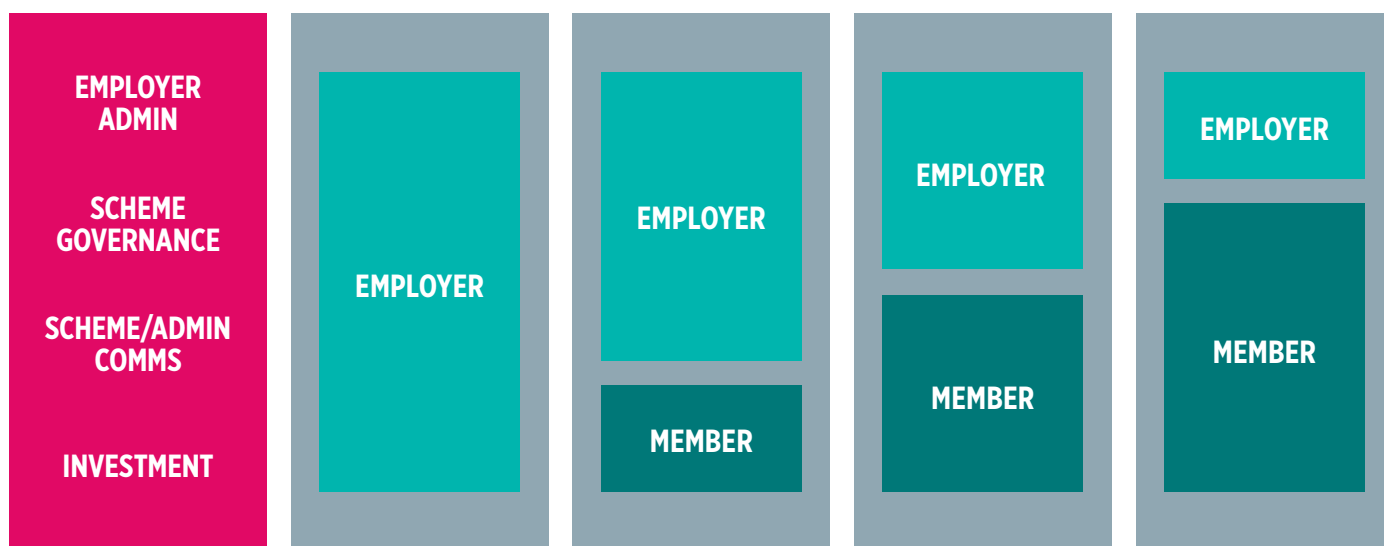 EMPLOYER
ADMIN
SCHEME
GOVERNANCE
SCHEME/ADMIN
COMMS
INVESTMENT
EMPLOYER
EMPLOYER
MEMBER
EMPLOYER
MEMBER
EMPLOYER
MEMBER